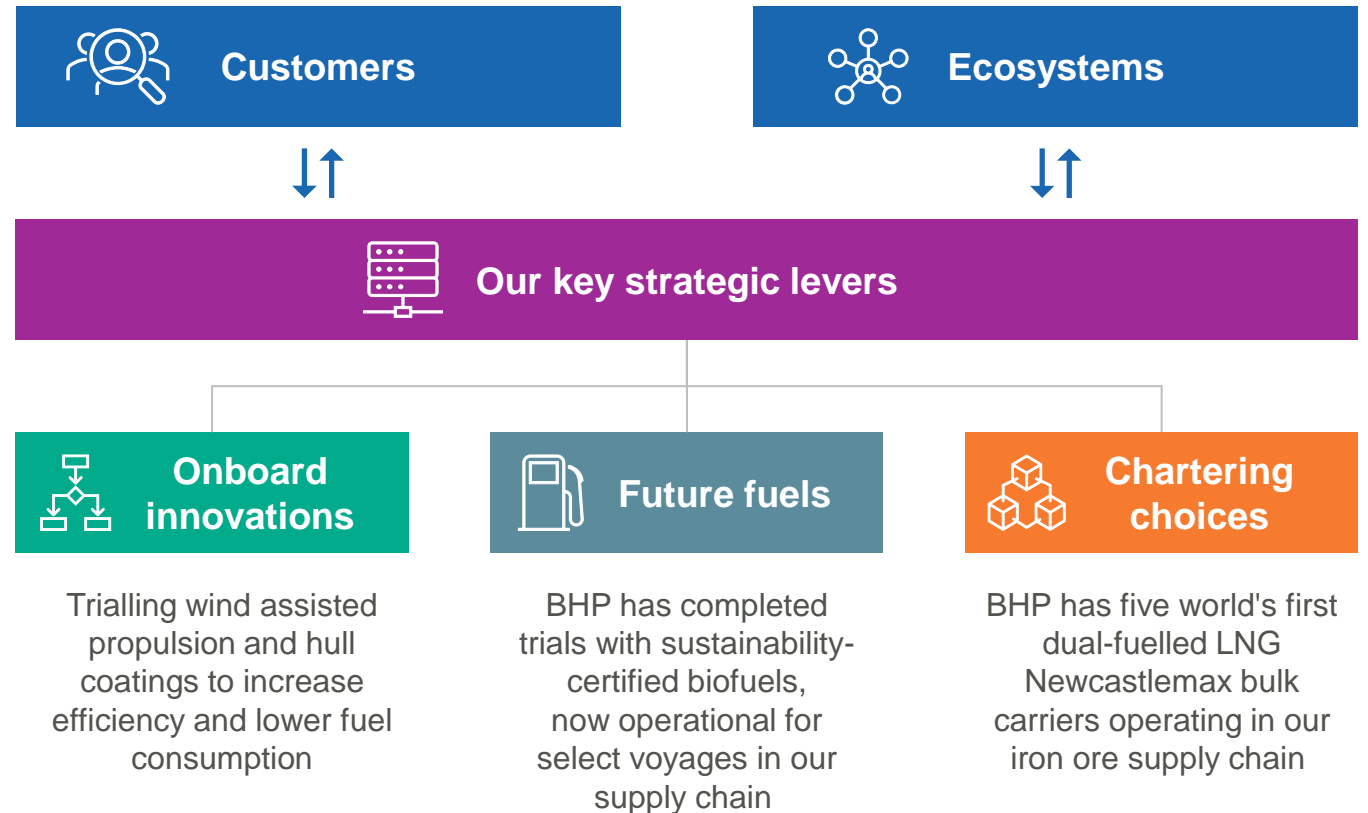 Customers
Ecosystems
Our key strategic levers
Onboard
innovations
Trialling wind assisted
propulsion and hull
coatings to increase
efficiency and lower fuel
consumption
Future fuels
BHP has completed
trials with sustainability-
certified biofuels,
now operational for
select voyages in our
supply chain
Chartering
choices
BHP has five world's first
dual-fuelled LNG
Newcastlemax bulk
carriers operating in our
iron ore supply chain